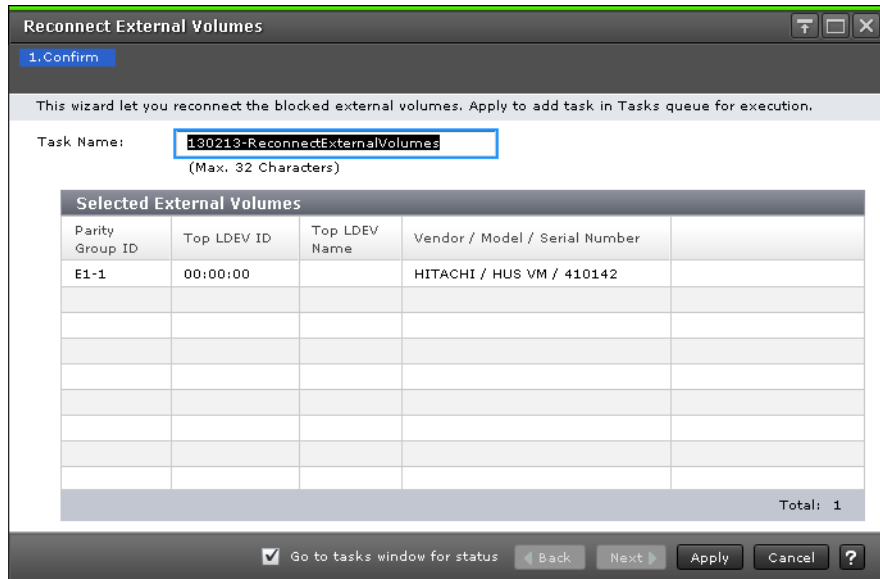 Reconnect External Volumes
1.Confirm
This wizard let you reconnect the blocked external volumes. Apply to add task in Tasks queue for execution.
Task Name: 130213-ReconnectExternalVolumes
(Max. 32 Characters)
Selected External Volumes
Parity Group ID Top LDEV ID Top LDEV Name Vendor / Model / Serial Number
E1-1 00:00:00 HITACHI / HUS VM / 410142
Total: 1
Go to tasks window for status Back Next Apply Cancel ?